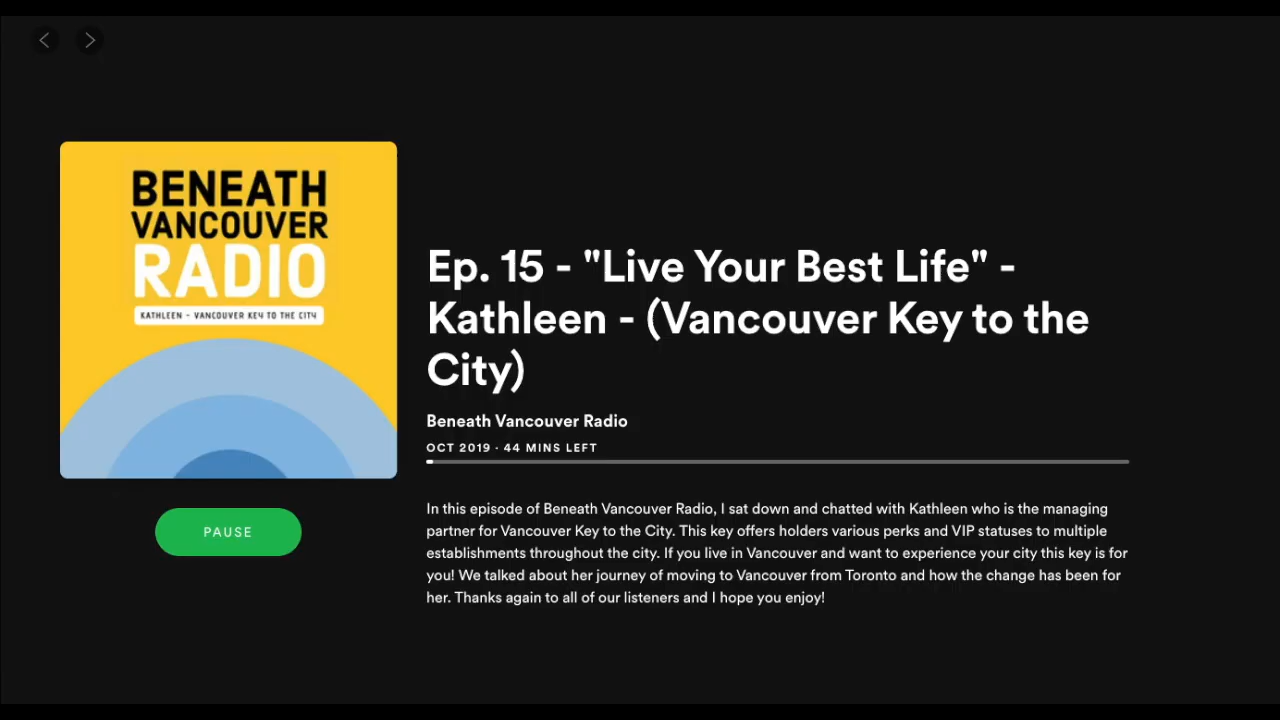 BENEATH
VANCOUVER
RADIO
KATHLEEN - VANCOUVER KEY TO THE CITY
PAUSE
Ep. 15 - "Live Your Best Life" -
Kathleen - (Vancouver Key to the
City)
Beneath Vancouver Radio
OCT 2019 · 44 MINS LEFT
In this episode of Beneath Vancouver Radio, I sat down and chatted with Kathleen who is the managing
partner for Vancouver Key to the City. This key offers holders various perks and VIP statuses to multiple
establishments throughout the city. If you live in Vancouver and want to experience your city this key is for
you! We talked about her journey of moving to Vancouver from Toronto and how the change has been for
her. Thanks again to all of our listeners and I hope you enjoy!